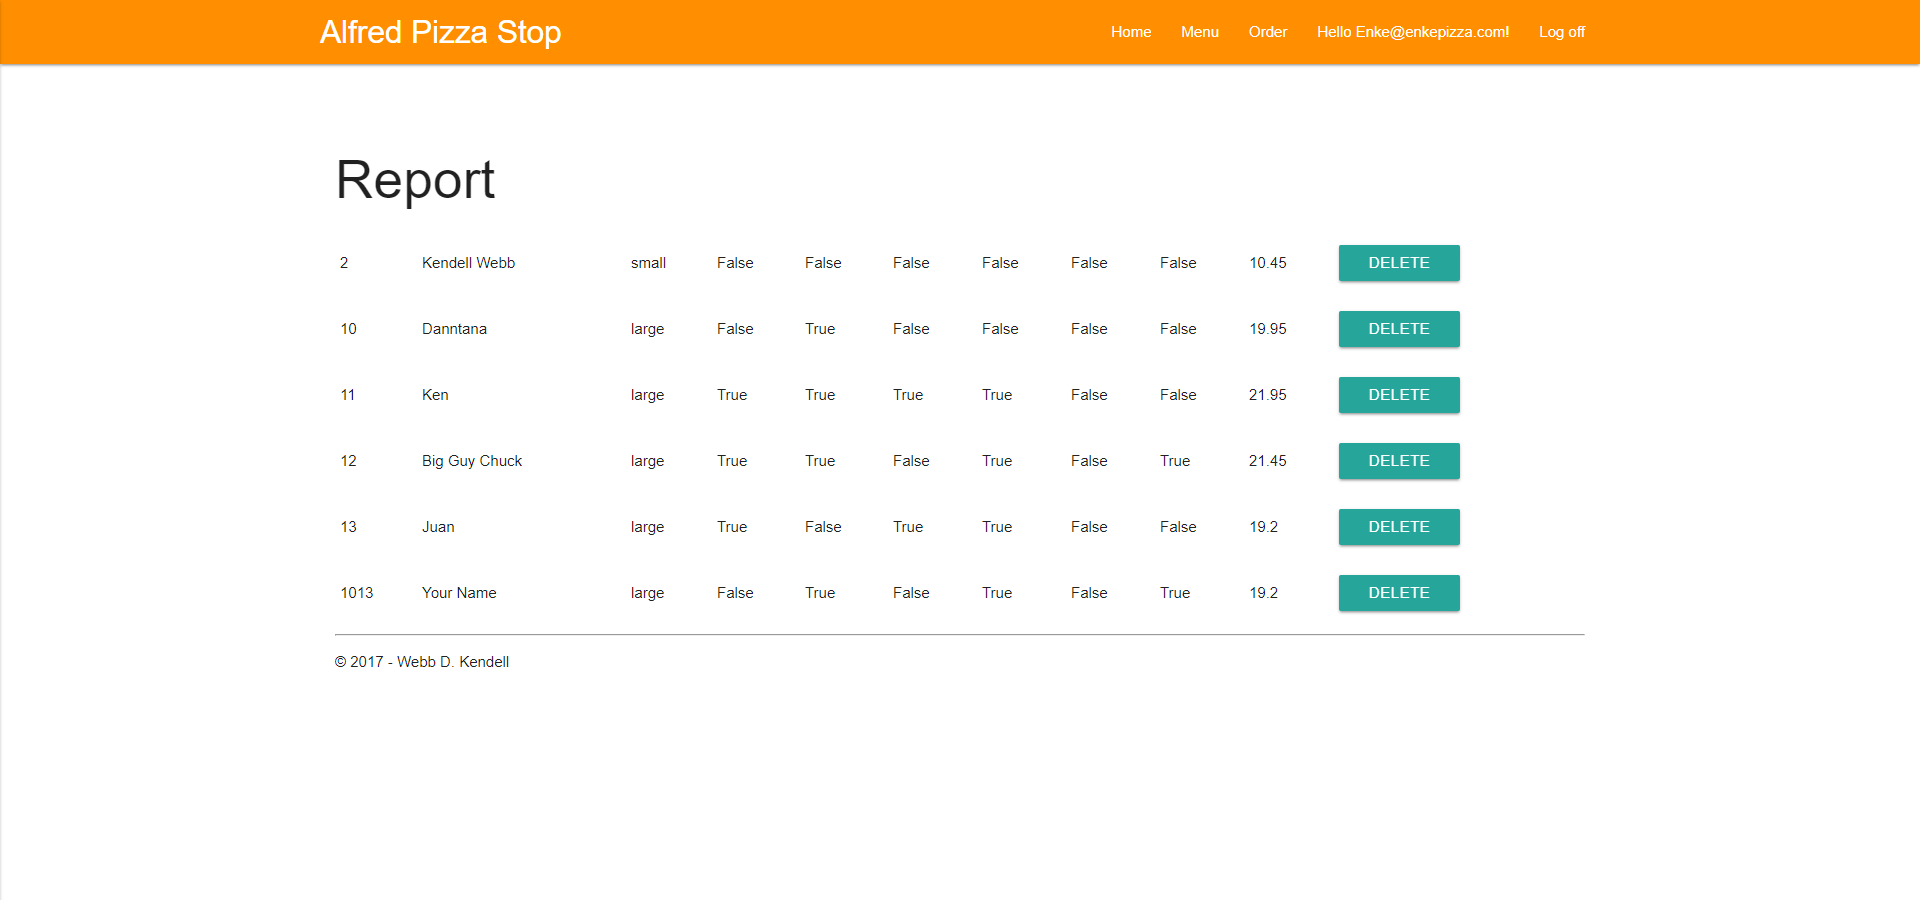 Alfred Pizza Stop Home Menu Order Hello Enke@enkepizza.com! Log off
Report
2 Kendell Webb small False False False False False False 10.45 DELETE
10 Danntana large False True False False False False 19.95 DELETE
11 Ken large True True True True False False 21.95 DELETE
12 Big Guy Chuck large True True False True False True 21.45 DELETE
13 Juan large True False True True False False 19.2 DELETE
1013 Your Name large False True False True False True 19.2 DELETE
© 2017 - Webb D. Kendell